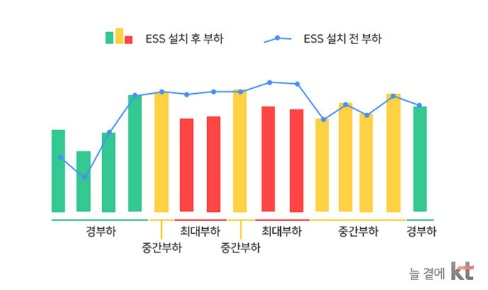 ESS 설치 후 부하
ESS 설치 전 부하
경부하
중간부하
최대부하
중간부하
최대부하
중간부하
경부하
늘 곁에 kt